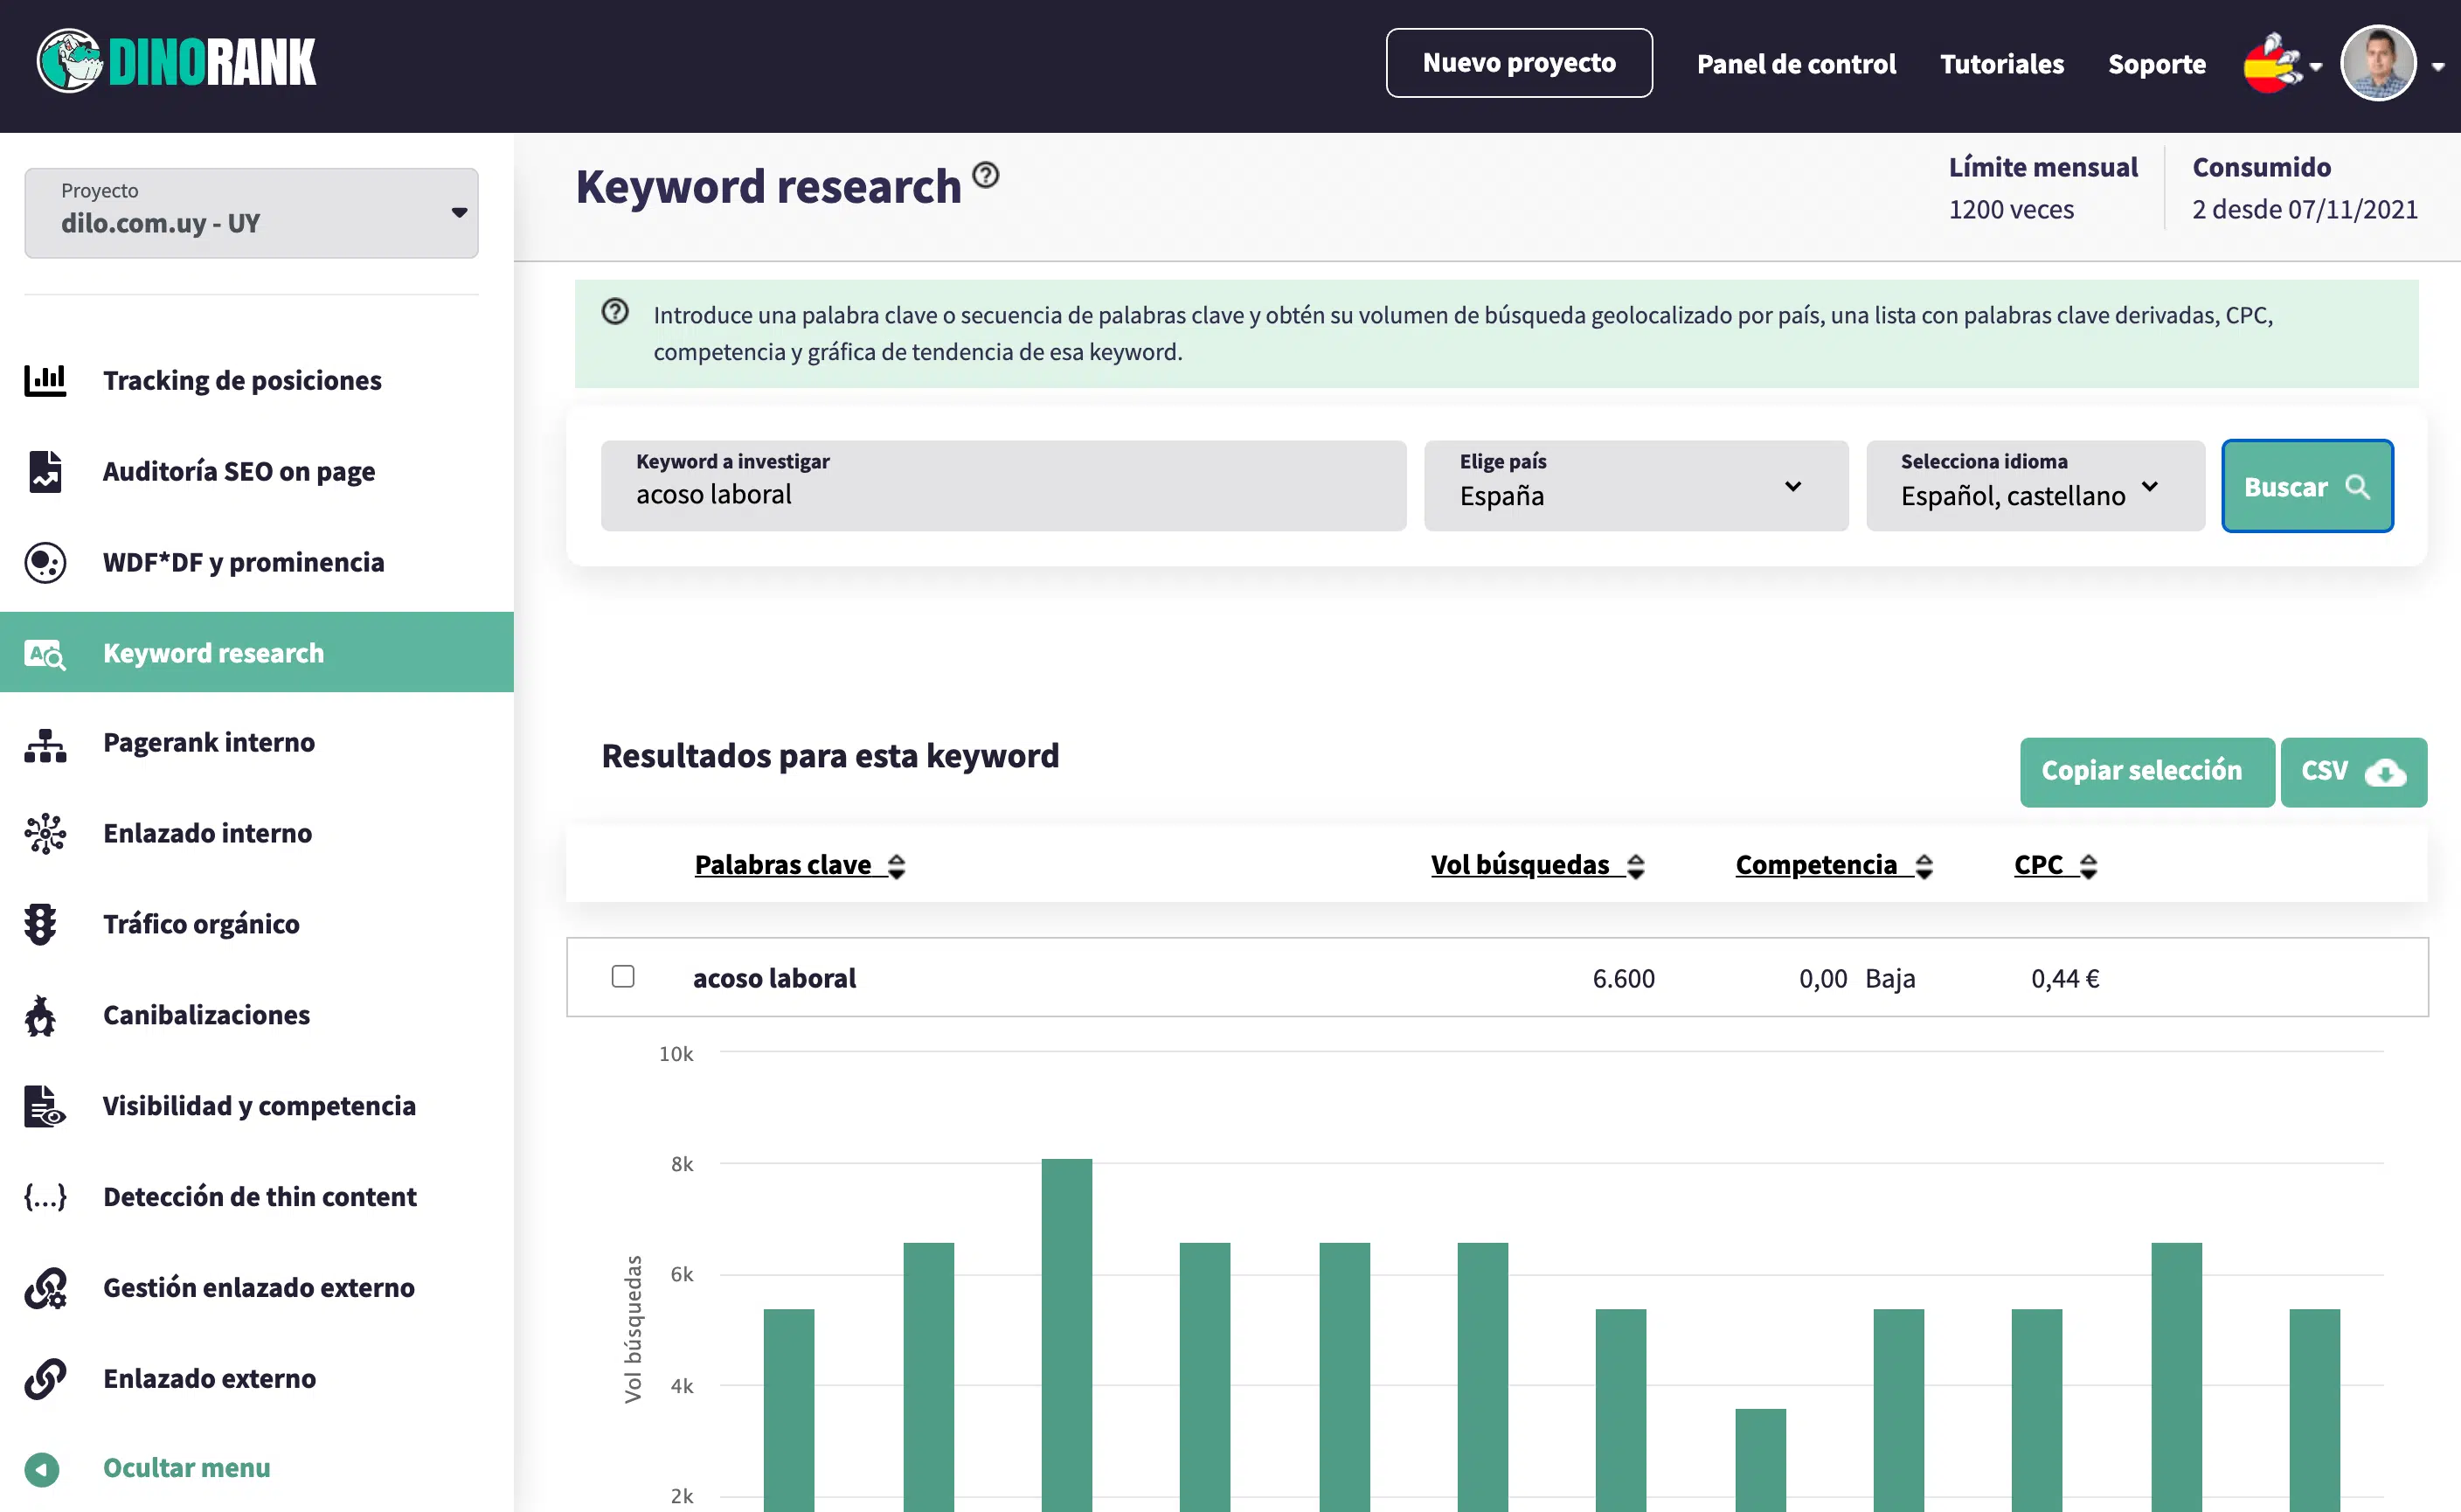 DINORANK
Nuevo proyecto
Panel de control
Tutoriales
Soporte
Proyecto
dilo.com.uy - UY
Tracking de posiciones
Auditoría SEO on page
WDF*DF y prominencia
Keyword research
Pagerank interno
Enlazado interno
Tráfico orgánico
Canibalizaciones
Visibilidad y competencia
{...} Detección de thin content
Gestión enlazado externo
Enlazado externo
Ocultar menu
Keyword research ?
Límite mensual
1200 veces
Consumido
2 desde 07/11/2021
? Introduce una palabra clave o secuencia de palabras clave y obtén su volumen de búsqueda geolocalizado por país, una lista con palabras clave derivadas, CPC,
competencia y gráfica de tendencia de esa keyword.
Keyword a investigar
acoso laboral
Elige país
España
Selecciona idioma
Español, castellano
Buscar
Resultados para esta keyword
Copiar selección
CSV
Palabras clave Vol búsquedas Competencia CPC
acoso laboral 6.600 0,00 Baja 0,44 €
Vol búsquedas
10k
8k
6k
4k
2k